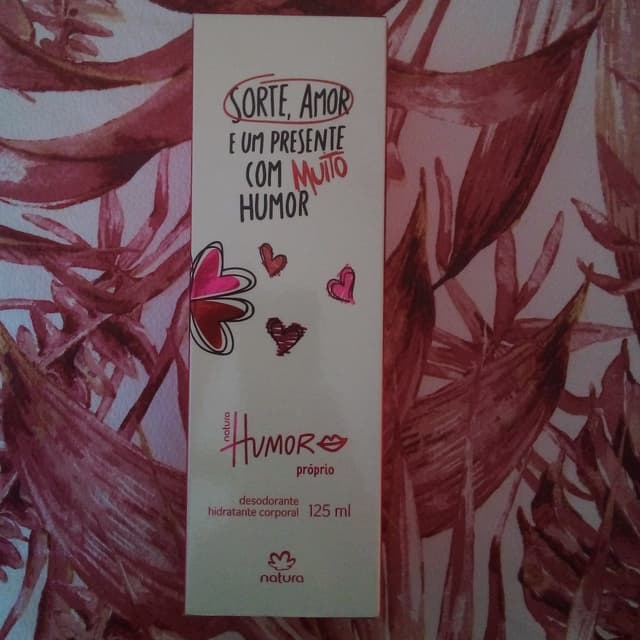 SORTE, AMOR
E UM PRESENTE
COM MUITO
HUMOR
natura
HUMOR
próprio
desodorante
hidratante corporal 125 ml
natura